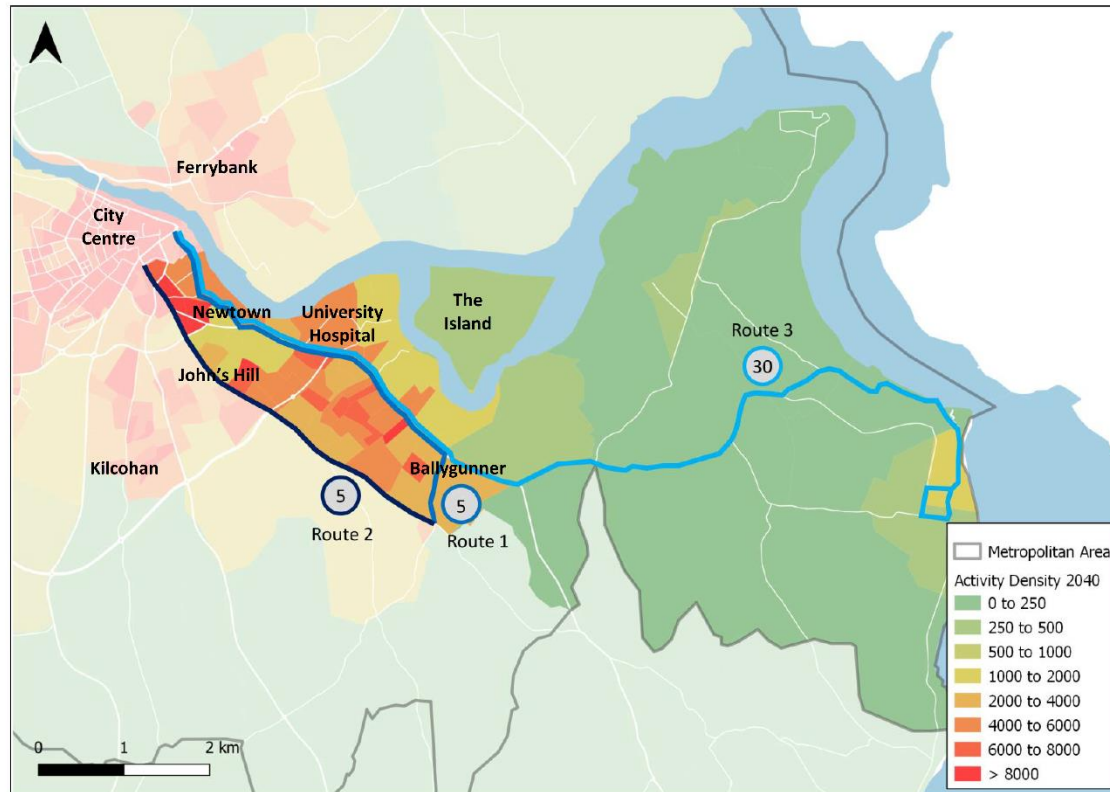 Ferrybank
City
Centre
Newtown
University
Hospital
The
Island
John's Hill
Kilcohan
Ballygunner
5
Route 2
5
Route 1
Route 3
30
0 1 2 km
Metropolitan Area
Activity Density 2040
0 to 250
250 to 500
500 to 1000
1000 to 2000
2000 to 4000
4000 to 6000
6000 to 8000
> 8000